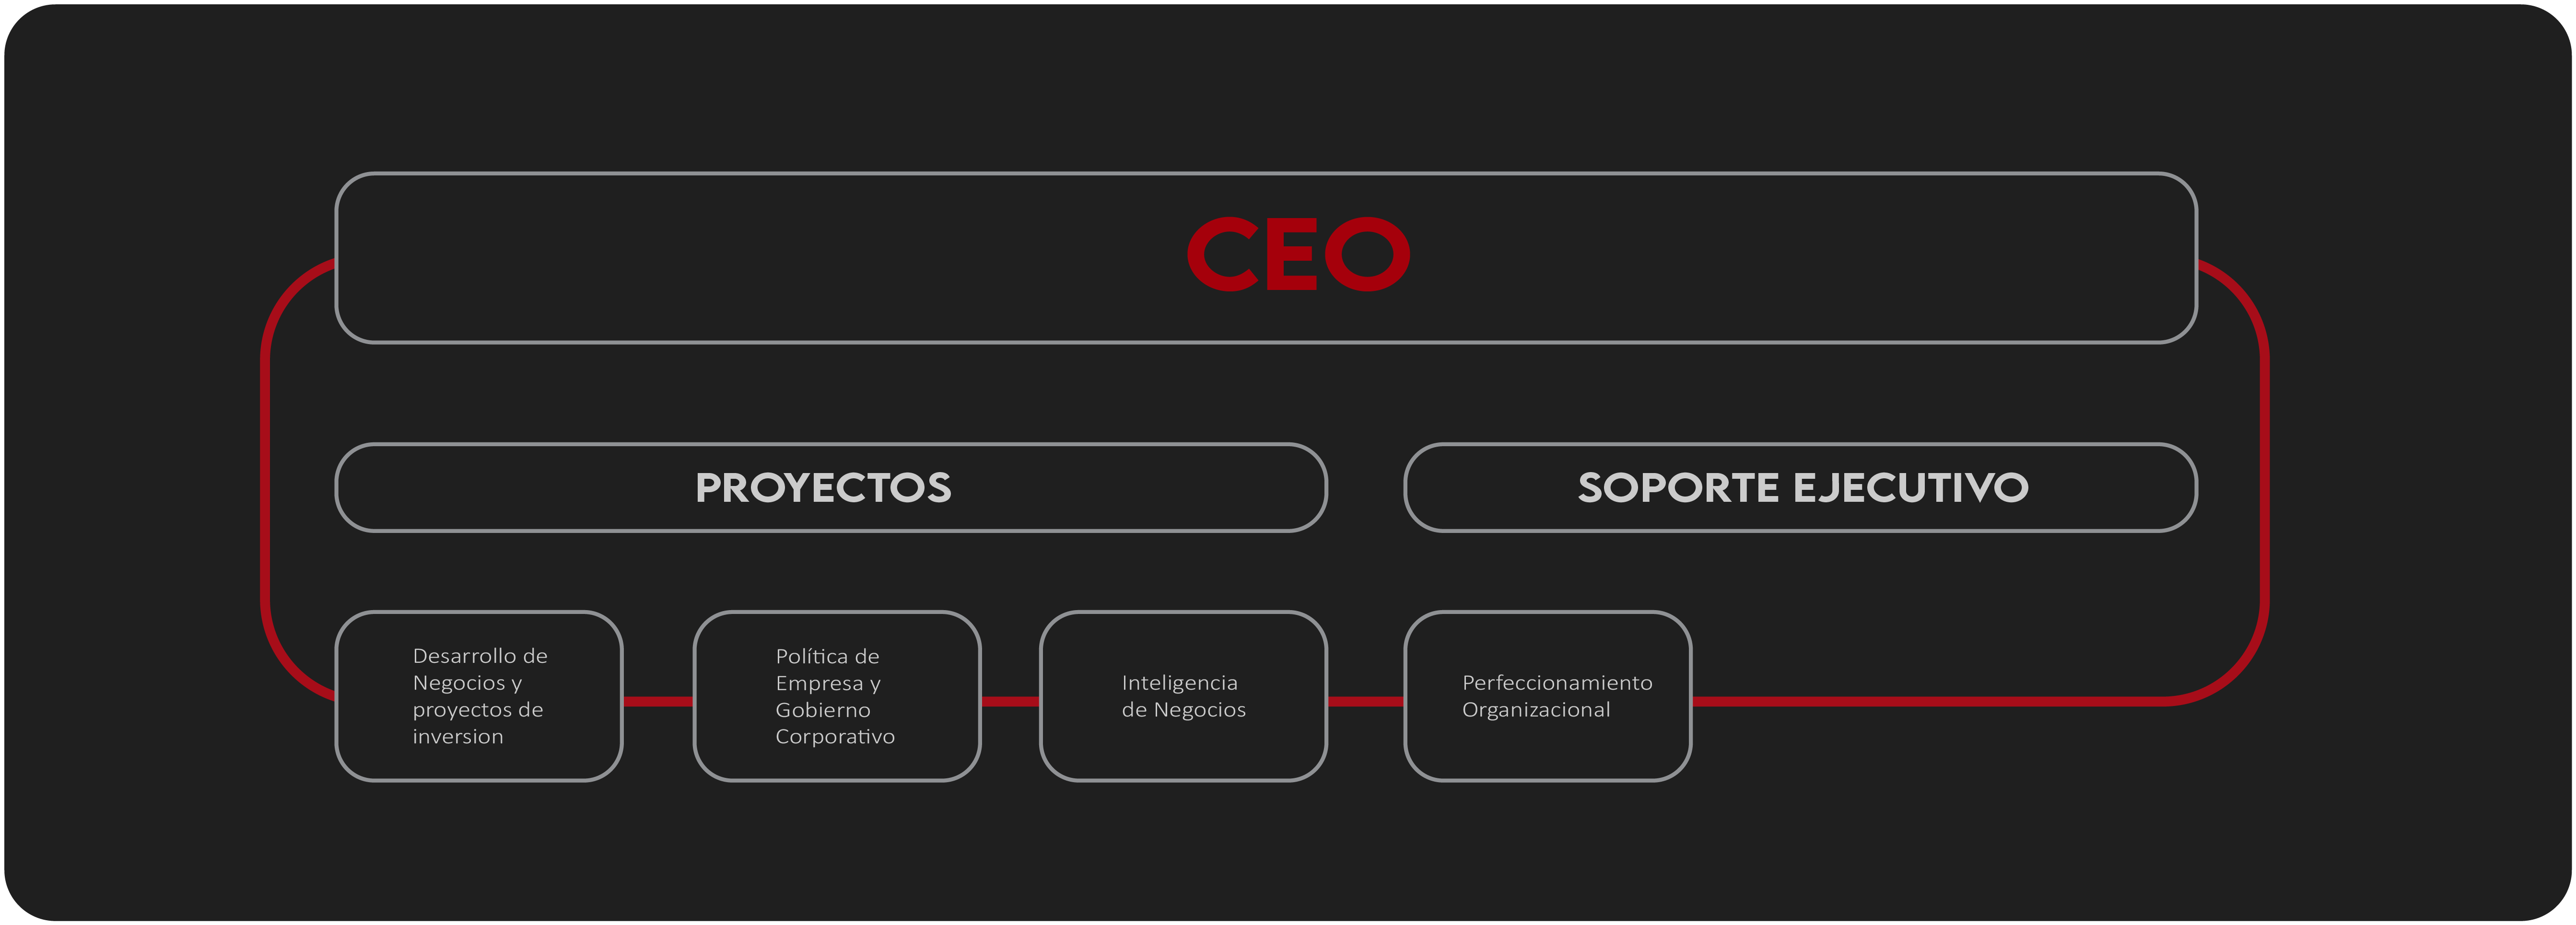 CEO
PROYECTOS
SOPORTE EJECUTIVO
Desarrollo de
Negocios y
proyectos de
inversion
Política de
Empresa y
Gobierno
Corporativo
Inteligencia
de Negocios
Perfeccionamiento
Organizacional